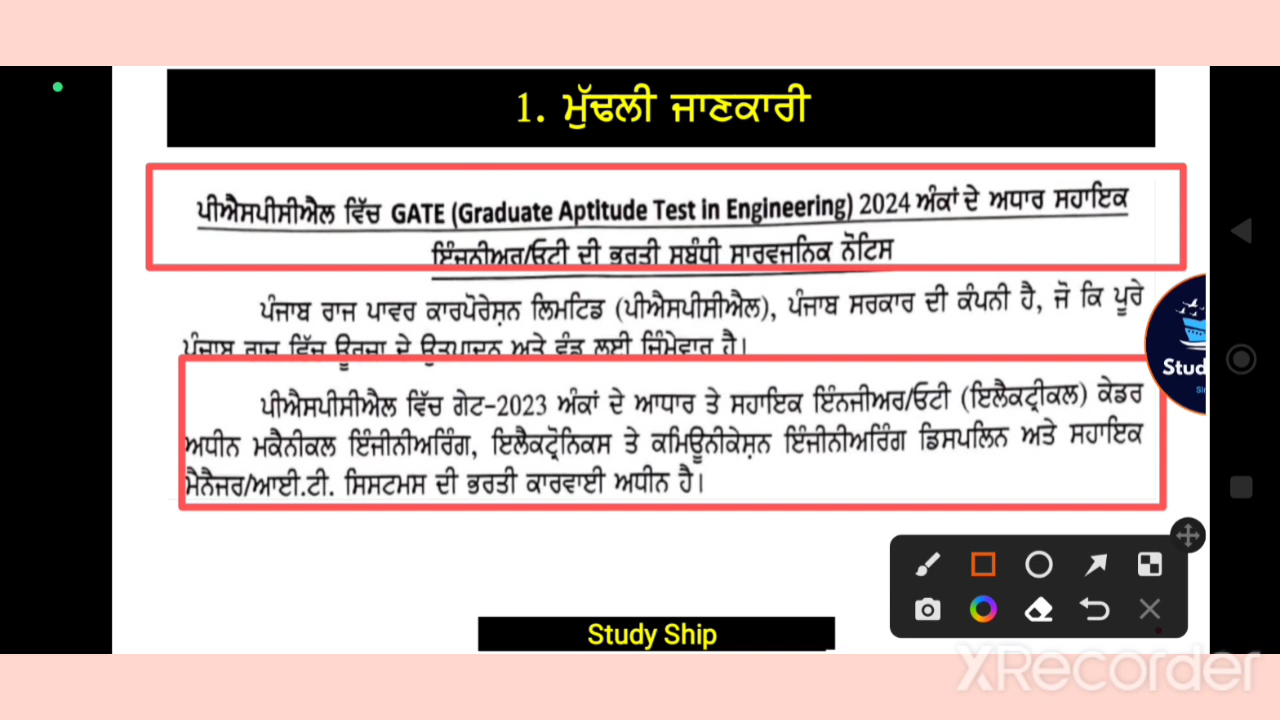 1. ਮੁੱਢਲੀ ਜਾਣਕਾਰੀ
ਪੀਐਸਪੀਸੀਐਲ ਵਿੱਚ GATE (Graduate Aptitude Test in Engineering) 2024 ਅੰਕਾਂ ਦੇ ਅਧਾਰ ਸਹਾਇਕ
ਇੰਜਨੀਅਰ/ਓਟੀ ਦੀ ਭਰਤੀ ਸਬੰਧੀ ਸਾਰਵਜਨਿਕ ਨੋਟਿਸ
ਪੰਜਾਬ ਰਾਜ ਪਾਵਰ ਕਾਰਪੋਰੇਸ਼ਨ ਲਿਮਟਿਡ (ਪੀਐਸਪੀਸੀਐਲ), ਪੰਜਾਬ ਸਰਕਾਰ ਦੀ ਕੰਪਨੀ ਹੈ, ਜੋ ਕਿ ਪੂਰੇ
ਪੰਜਾਬ ਰਾਜ ਵਿੱਚ ਊਰਜਾ ਦੇ ਉਤਪਾਦਨ ਅਤੇ ਵੰਡ ਲਈ ਜਿੰਮੇਵਾਰ ਹੈ।
ਪੀਐਸਪੀਸੀਐਲ ਵਿੱਚ ਗੇਟ-2023 ਅੰਕਾਂ ਦੇ ਆਧਾਰ ਤੇ ਸਹਾਇਕ ਇੰਨਜੀਅਰ/ਓਟੀ (ਇਲੈਕਟ੍ਰੀਕਲ) ਕੇਡਰ
ਅਧੀਨ ਮਕੈਨੀਕਲ ਇੰਜੀਨੀਅਰਿੰਗ, ਇਲੈਕਟ੍ਰੋਨਿਕਸ ਤੇ ਕਮਿਊਨੀਕੇਸ਼ਨ ਇੰਜੀਨੀਅਰਿੰਗ ਡਿਸਪਲਿਨ ਅਤੇ ਸਹਾਇਕ
ਮੈਨੈਜਰ/ਆਈ.ਟੀ. ਸਿਸਟਮਸ ਦੀ ਭਰਤੀ ਕਾਰਵਾਈ ਅਧੀਨ ਹੈ।
Stud
Study Ship
XRecorder